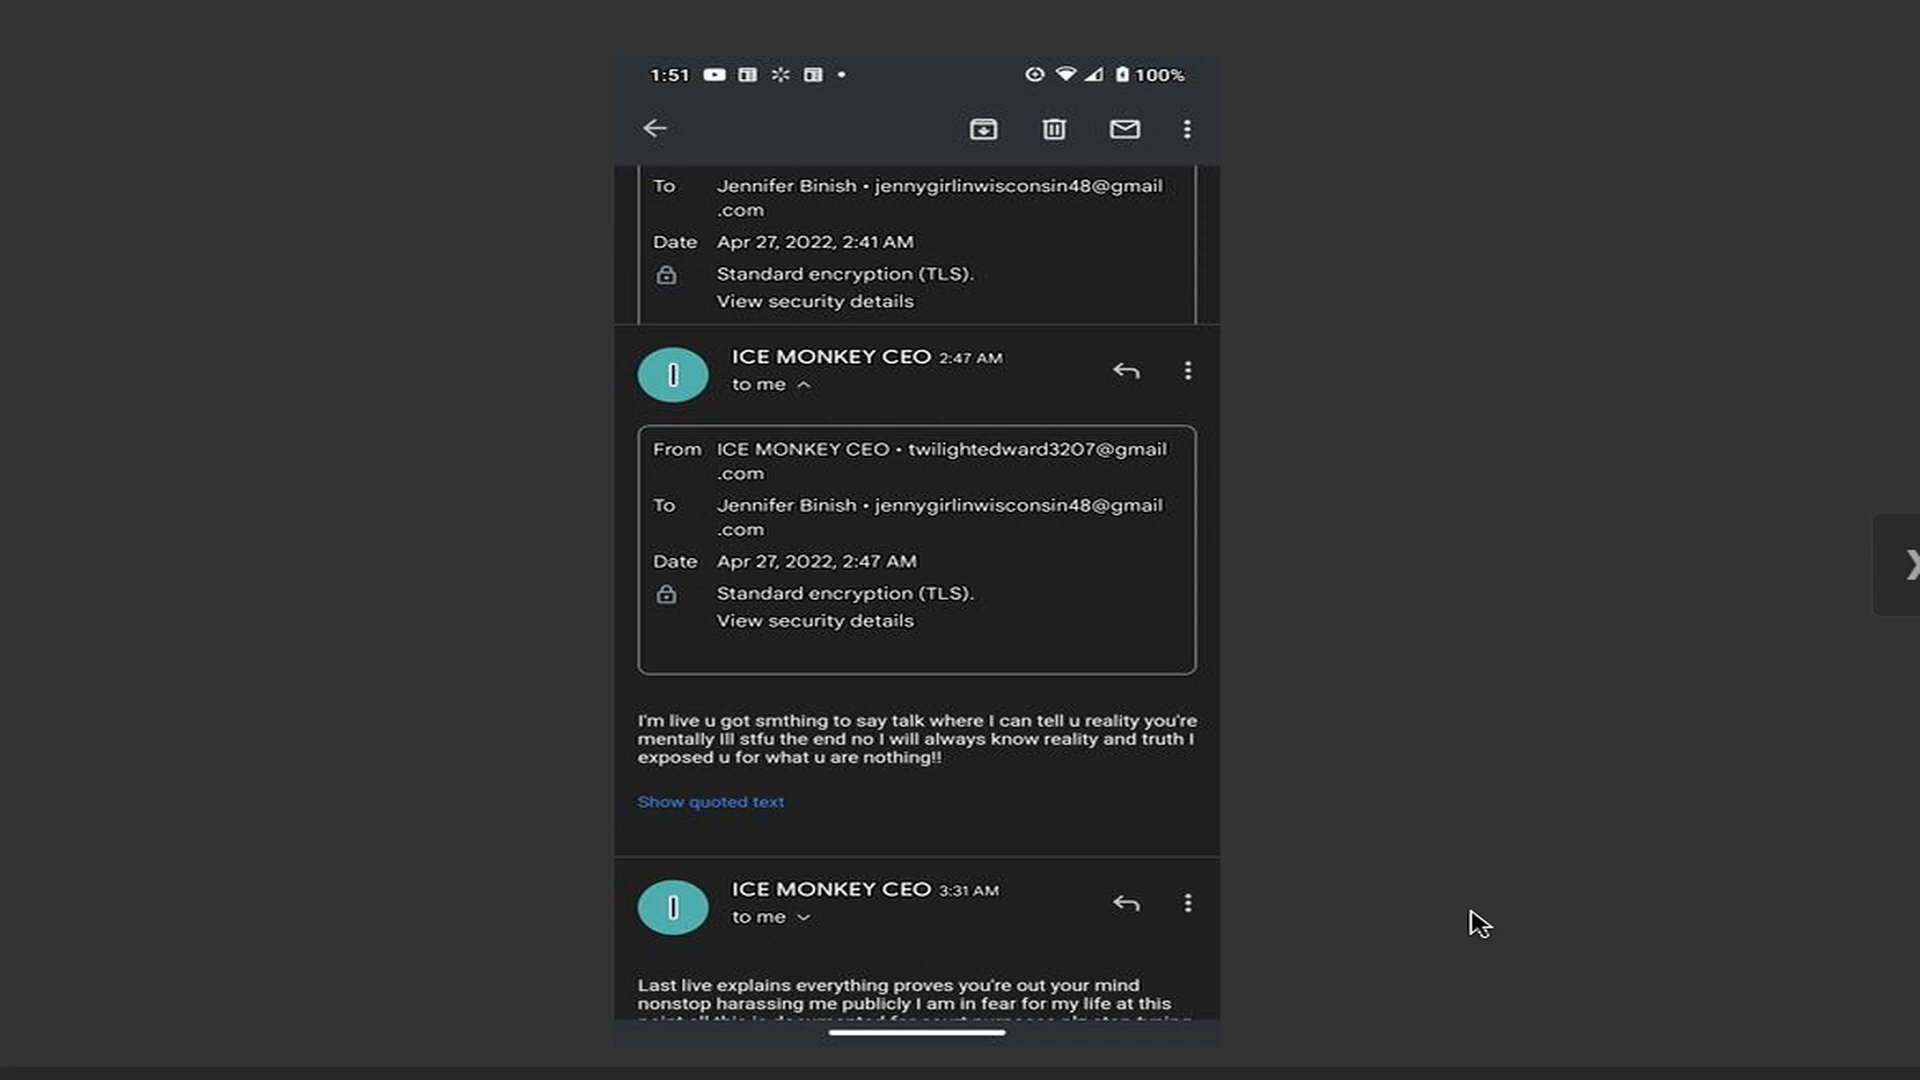 1:51
100%
To Jennifer Binish • jennygirlinwisconsin48@gmail
.com
Date Apr 27, 2022, 2:41 AM
Standard encryption (TLS).
View security details
I ICE MONKEY CEO 2:47 AM
to me
From ICE MONKEY CEO • twilightedward3207@gmail
.com
To Jennifer Binish • jennygirlinwisconsin48@gmail
.com
Date Apr 27, 2022, 2:47 AM
Standard encryption (TLS).
View security details
I'm live u got smthing to say talk where I can tell u reality you're
mentally Ill stfu the end no I will always know reality and truth I
exposed u for what u are nothing!!
Show quoted text
I ICE MONKEY CEO 3:31 AM
to me
Last live explains everything proves you're out your mind
nonstop harassing me publicly I am in fear for my life at this